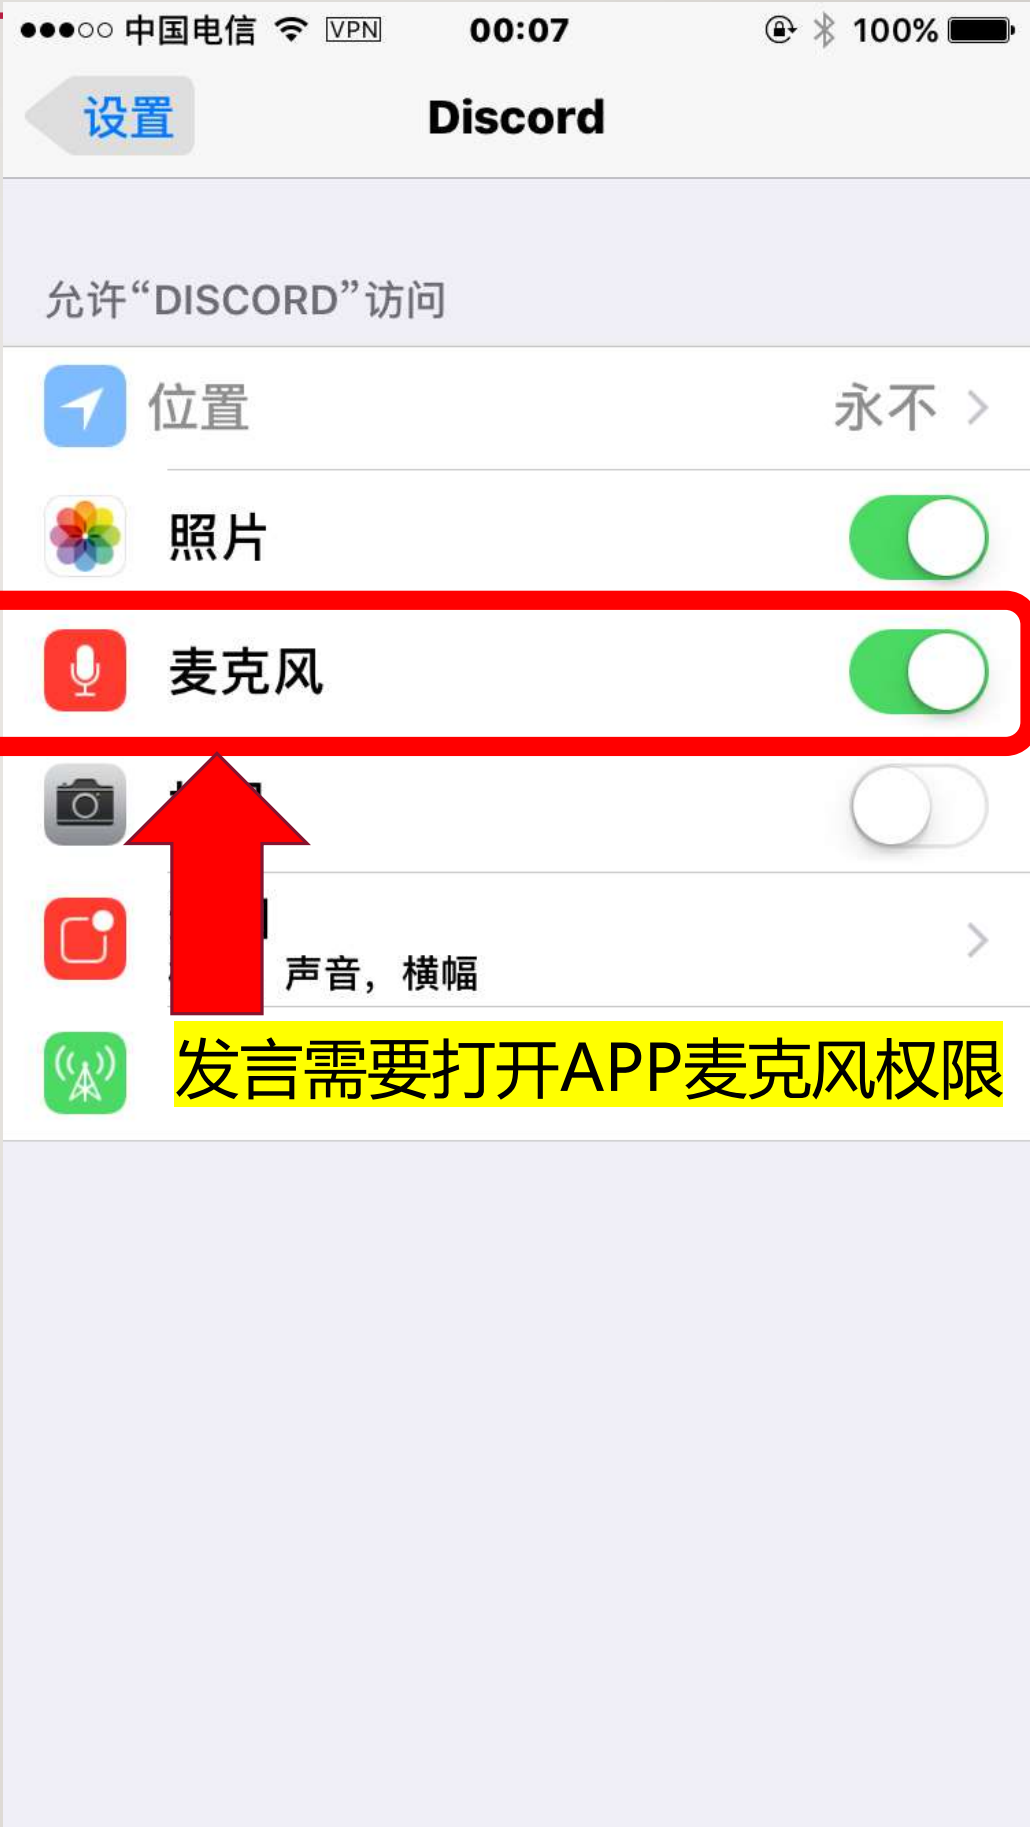 中国电信 VPN 00:07 100%
设置 Discord
允许“DISCORD”访问
位置 永不
照片
麦克风
声音，横幅
发言需要打开APP麦克风权限